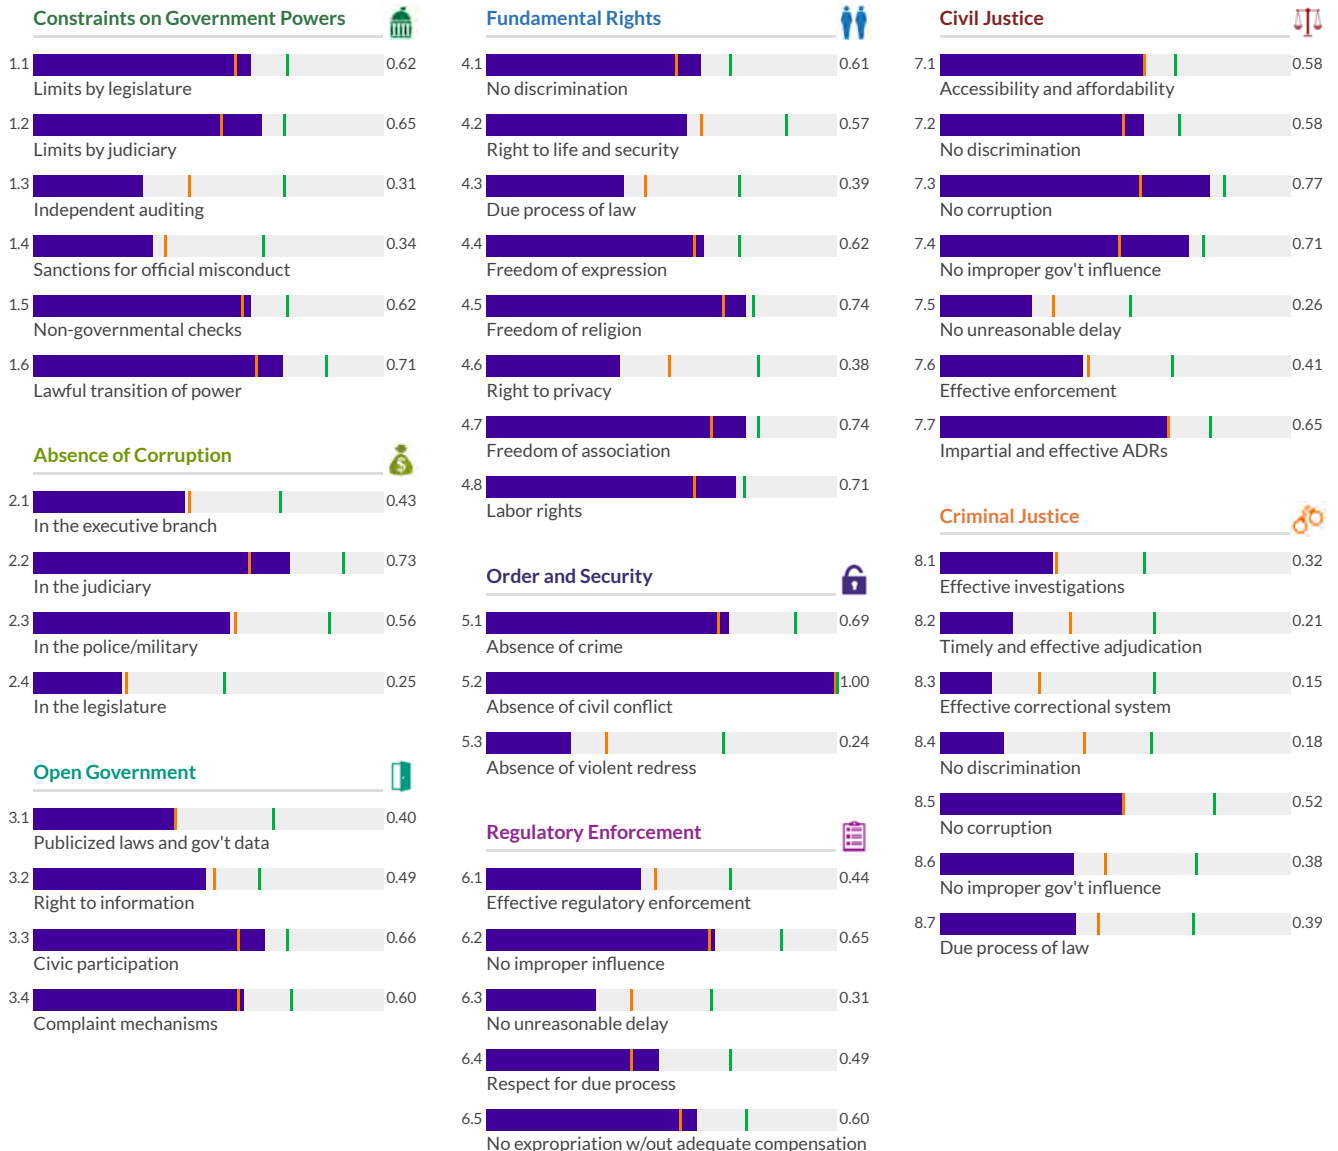 Constraints on Government Powers
1.1 0.62
Limits by legislature
1.2 0.65
Limits by judiciary
1.3 0.31
Independent auditing
1.4 0.34
Sanctions for official misconduct
1.5 0.62
Non-governmental checks
1.6 0.71
Lawful transition of power
Absence of Corruption
$
2.1 0.43
In the executive branch
2.2 0.73
In the judiciary
2.3 0.56
In the police/military
2.4 0.25
In the legislature
Open Government
3.1 0.40
Publicized laws and gov't data
3.2 0.49
Right to information
3.3 0.66
Civic participation
3.4 0.60
Complaint mechanisms
Fundamental Rights
4.1 0.61
No discrimination
4.2 0.57
Right to life and security
4.3 0.39
Due process of law
4.4 0.62
Freedom of expression
4.5 0.74
Freedom of religion
4.6 0.38
Right to privacy
4.7 0.74
Freedom of association
4.8 0.71
Labor rights
Order and Security
5.1 0.69
Absence of crime
5.2 1.00
Absence of civil conflict
5.3 0.24
Absence of violent redress
Regulatory Enforcement
6.1 0.44
Effective regulatory enforcement
6.2 0.65
No improper influence
6.3 0.31
No unreasonable delay
6.4 0.49
Respect for due process
6.5 0.60
No expropriation w/out adequate compensation
Civil Justice
7.1 0.58
Accessibility and affordability
7.2 0.58
No discrimination
7.3 0.77
No corruption
7.4 0.71
No improper gov't influence
7.5 0.26
No unreasonable delay
7.6 0.41
Effective enforcement
7.7 0.65
Impartial and effective ADRs
Criminal Justice
8.1 0.32
Effective investigations
8.2 0.21
Timely and effective adjudication
8.3 0.15
Effective correctional system
8.4 0.18
No discrimination
8.5 0.52
No corruption
8.6 0.38
No improper gov't influence
8.7 0.39
Due process of law